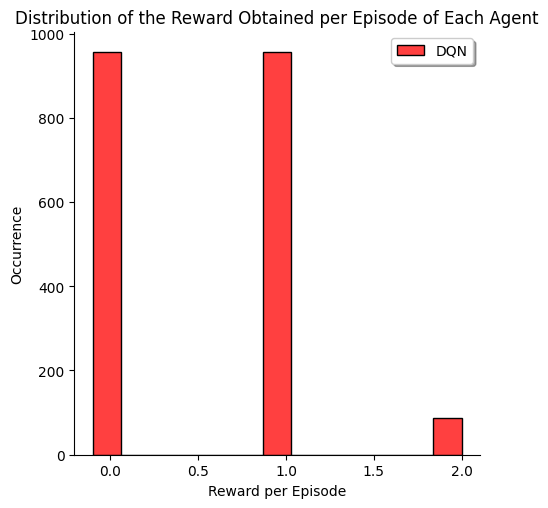 Distribution of the Reward Obtained per Episode of Each Agent
DQN
Occurrence
1000
800
600
400
200
0
0.0 0.5 1.0 1.5 2.0
Reward per Episode